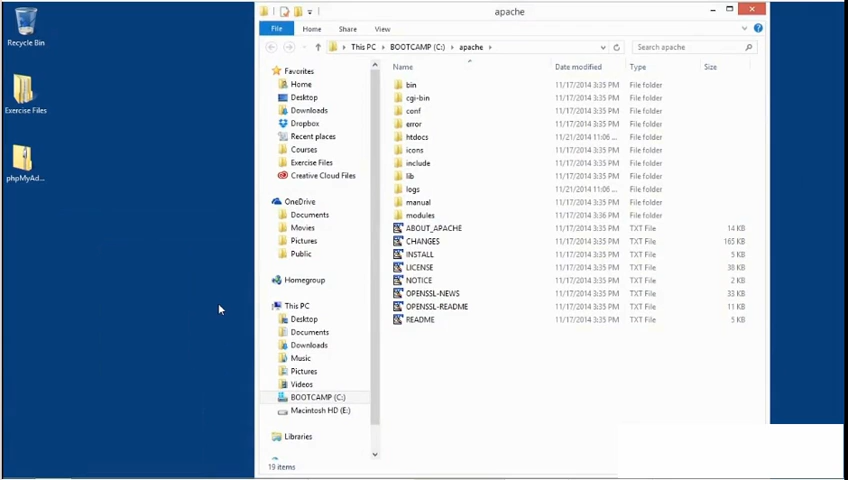 Recycle Bin
Exercise Files
phpMyAd...
apache
File Home Share View
This PC BOOTCAMP (C:) apache
Search apache
Name Date modified Type Size
Favorites
Home
Desktop
Downloads
Dropbox
Recent places
Courses
Exercise Files
Creative Cloud Files
OneDrive
Documents
Movies
Pictures
Public
Homegroup
This PC
Desktop
Documents
Downloads
Music
Pictures
Videos
BOOTCAMP (C:)
Macintosh HD (E:)
Libraries
bin 11/17/2014 3:35 PM File folder
cgi-bin 11/17/2014 3:35 PM File folder
conf 11/17/2014 3:35 PM File folder
error 11/17/2014 3:35 PM File folder
htdocs 11/21/2014 11:06 ... File folder
icons 11/17/2014 3:35 PM File folder
include 11/17/2014 3:35 PM File folder
lib 11/17/2014 3:35 PM File folder
logs 11/21/2014 11:06 ... File folder
manual 11/17/2014 3:35 PM File folder
modules 11/17/2014 3:36 PM File folder
ABOUT_APACHE 11/17/2014 3:35 PM TXT File 14 KB
CHANGES 11/17/2014 3:35 PM TXT File 165 KB
INSTALL 11/17/2014 3:35 PM TXT File 5 KB
LICENSE 11/17/2014 3:35 PM TXT File 38 KB
NOTICE 11/17/2014 3:35 PM TXT File 2 KB
OPENSSL-NEWS 11/17/2014 3:35 PM TXT File 33 KB
OPENSSL-README 11/17/2014 3:35 PM TXT File 11 KB
README 11/17/2014 3:35 PM TXT File 5 KB
19 items